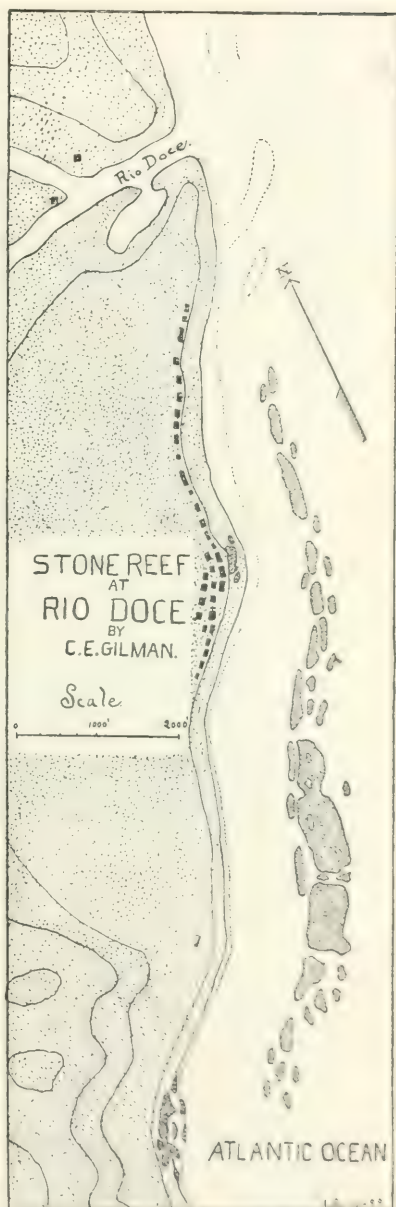 Rio Doce.
N
STONE REEF
AT
RIO DOCE
BY
C.E.GILMAN.
Scale
0 1000' 2000'
ATLANTIC OCEAN